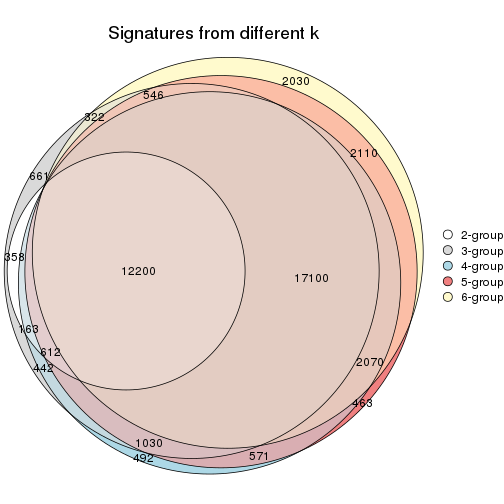 Signatures from different k
2030
546
322
2110
661
358
12200
17100
163
612
442
2070
463
1030
492
571
2-group
3-group
4-group
5-group
6-group